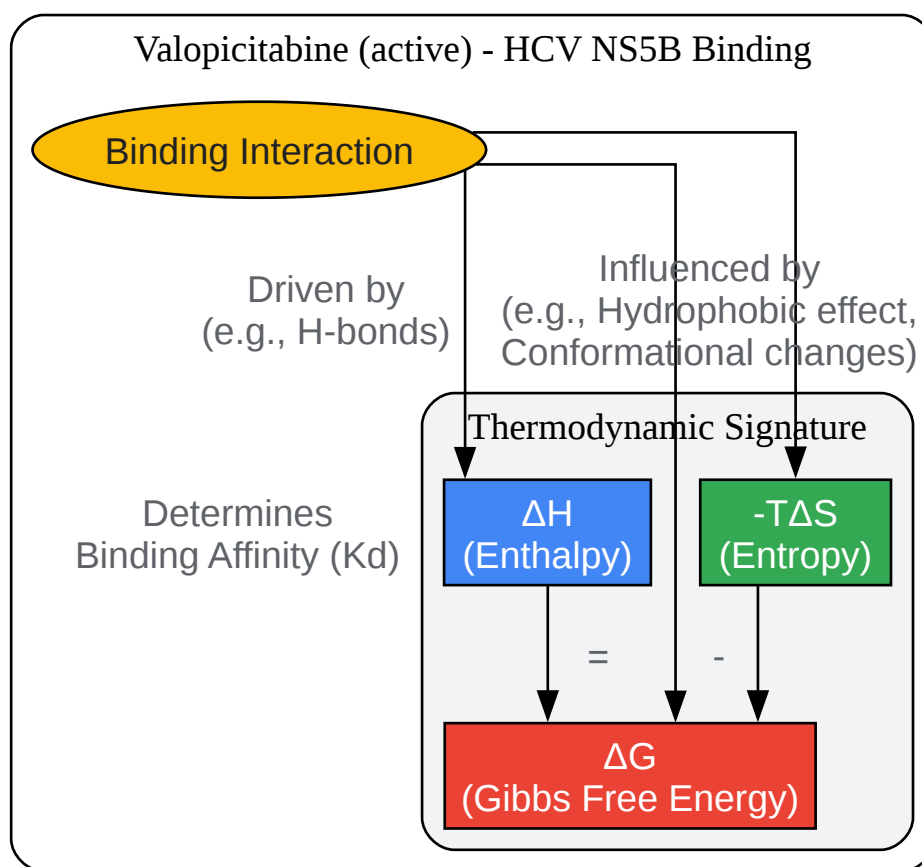 Valopicitabine (active) - HCV NS5B Binding
Binding Interaction
Driven by
(e.g., H-bonds)
Influenced by
(e.g., Hydrophobic effect,
Conformational changes)
Thermodynamic Signature
Determines
Binding Affinity (Kd)
ΔH
(Enthalpy)
-TΔS
(Entropy)
=
-
ΔG
(Gibbs Free Energy)